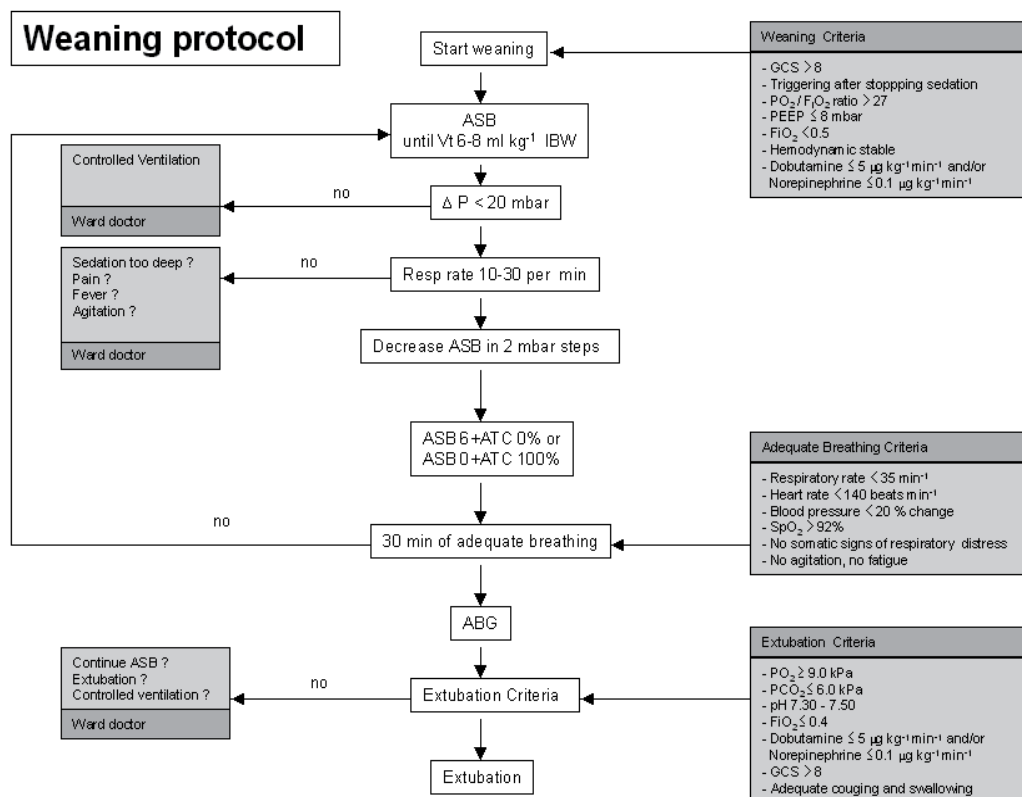 Weaning protocol
Start weaning
Weaning Criteria
- GCS > 8
- Triggering after stoppping sedation
- PO₂ / FᵢO₂ ratio > 27
- PEEP ≤ 8 mbar
- FiO₂ < 0.5
- Hemodynamic stable
- Dobutamine ≤ 5 µg kg⁻¹ min⁻¹ and/or
Norepinephrine ≤ 0.1 µg kg⁻¹ min⁻¹
ASB
until Vt 6-8 ml kg⁻¹ IBW
Controlled Ventilation
Ward doctor
no
Δ P < 20 mbar
Sedation too deep ?
Pain ?
Fever ?
Agitation ?
Ward doctor
no
Resp rate 10-30 per min
Decrease ASB in 2 mbar steps
ASB 6 + ATC 0% or
ASB 0 + ATC 100%
Adequate Breathing Criteria
- Respiratory rate < 35 min⁻¹
- Heart rate < 140 beats min⁻¹
- Blood pressure < 20 % change
- SpO₂ > 92%
- No somatic signs of respiratory distress
- No agitation, no fatigue
no
30 min of adequate breathing
ABG
Continue ASB ?
Extubation ?
Controlled ventilation ?
Ward doctor
no
Extubation Criteria
Extubation Criteria
- PO₂ ≥ 9.0 kPa
- PCO₂ ≤ 6.0 kPa
- pH 7.30 - 7.50
- FiO₂ ≤ 0.4
- Dobutamine ≤ 5 µg kg⁻¹ min⁻¹ and/or
Norepinephrine ≤ 0.1 µg kg⁻¹ min⁻¹
- GCS > 8
- Adequate couging and swallowing
Extubation